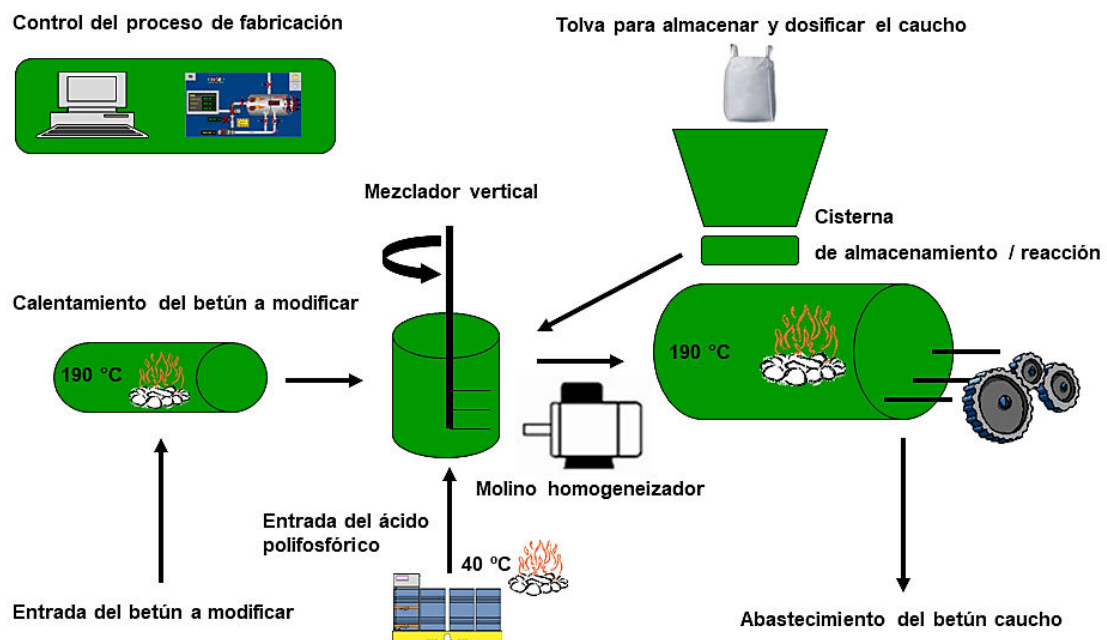 Control del proceso de fabricación
Tolva para almacenar y dosificar el caucho
Mezclador vertical
Cisterna
de almacenamiento / reacción
Calentamiento del betún a modificar
190 °C
190 °C
Molino homogeneizador
Entrada del ácido
polifosfórico
40 ºC
Entrada del betún a modificar
Abastecimiento del betún caucho